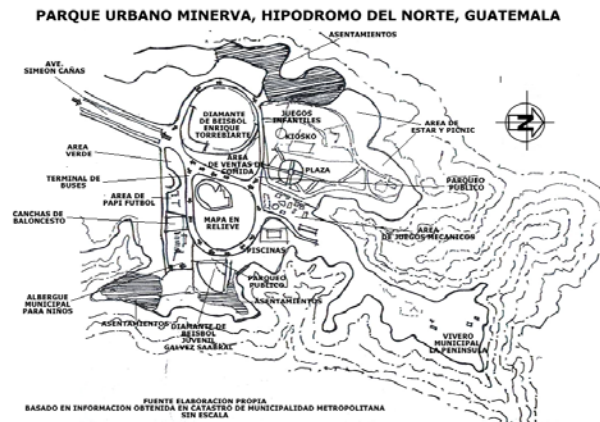 PARQUE URBANO MINERVA, HIPODROMO DEL NORTE, GUATEMALA
ASENTAMIENTOS
AVE.
SIMEON CAÑAS
DIAMANTE
DE BEISBOL
ENRIQUE
TORREBIARTE
JUEGOS
INFANTILES
KIOSKO
AREA DE
ESTAR Y PICNIC
N
AREA
VERDE
AREA
DE VENTAS DE
COMIDA
PLAZA
TERMINAL DE
BUSES
PARQUEO
PUBLICO
AREA DE
PAPI FUTBOL
CANCHAS DE
BALONCESTO
MAPA EN
RELIEVE
AREA
DE JUEGOS MECANICOS
PISCINAS
PARQUEO
PUBLICO
ALBERGUE
MUNICIPAL
PARA NIÑOS
ASENTAMIENTOS
ASENTAMIENTOS
DIAMANTE DE
BEISBOL
JUVENIL
GALVEZ SAABRAL
VIVERO
MUNICIPAL
LA PENINSULA
FUENTE ELABORACION PROPIA
BASADO EN INFORMACION OBTENIDA EN CATASTRO DE MUNICIPALIDAD METROPOLITANA
SIN ESCALA